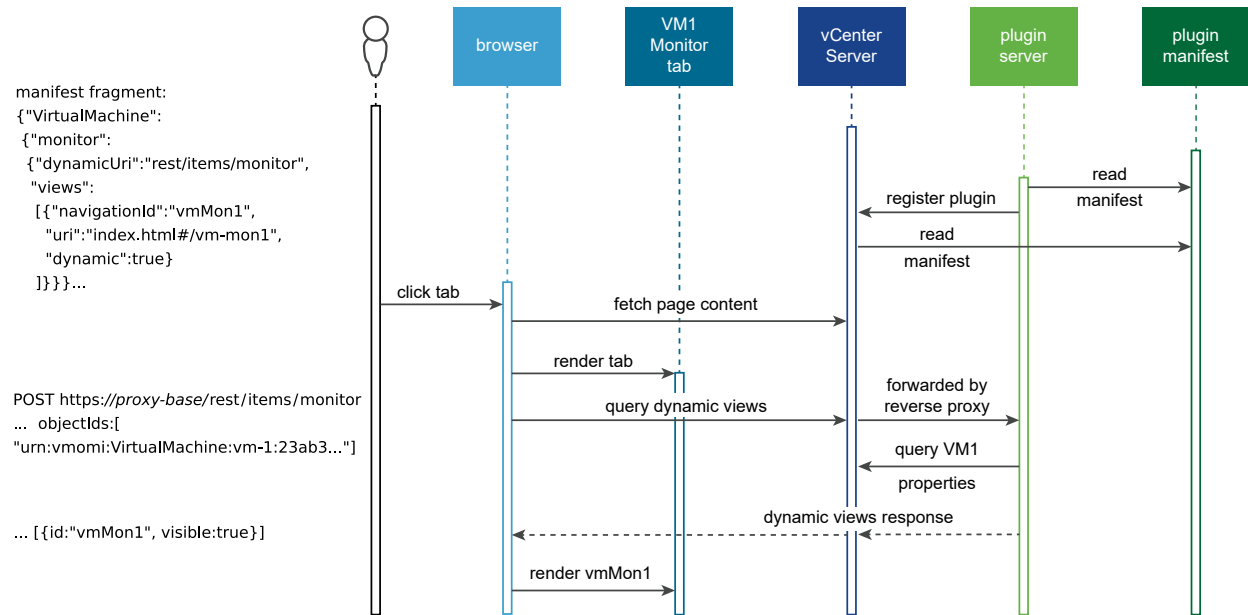 browser
VM1
Monitor
tab
vCenter
Server
plugin
server
plugin
manifest
manifest fragment:
{"VirtualMachine":
{"monitor":
{"dynamicUri":"rest/items/monitor",
"views":
[{"navigationId":"vmMon1",
"uri":"index.html#/vm-mon1",
"dynamic":true}
]}}}...
read
manifest
register plugin
read
manifest
click tab
fetch page content
render tab
POST https://proxy-base/rest/items/monitor
... objectIds:[
"urn:vmomi:VirtualMachine:vm-1:23ab3..."]
query dynamic views
forwarded by
reverse proxy
query VM1
properties
... [{id:"vmMon1", visible:true}]
dynamic views response
render vmMon1